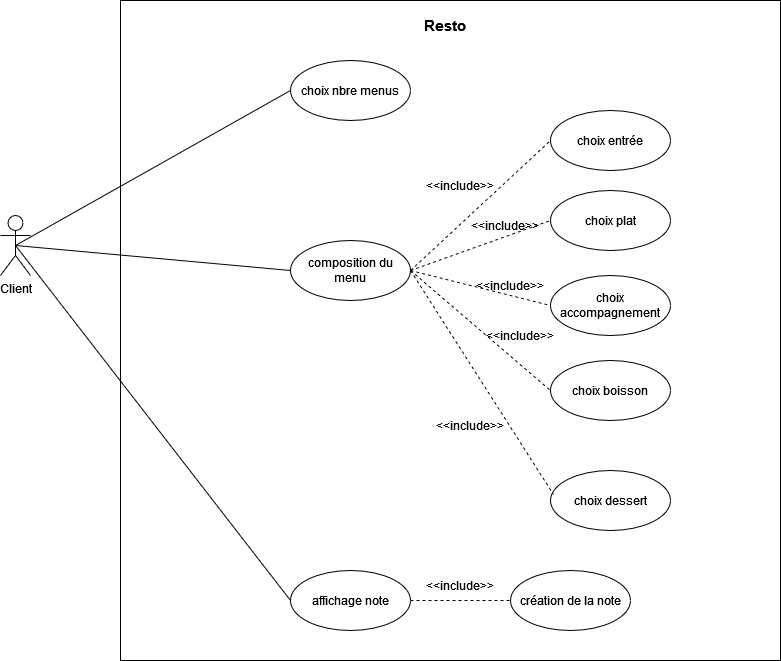 Resto
choix nbre menus
choix entrée
<<include>>
choix plat
<<include>>
composition du
menu
<<include>>
Client
choix
accompagnement
<<include>>
choix boisson
<<include>>
choix dessert
affichage note
<<include>>
création de la note